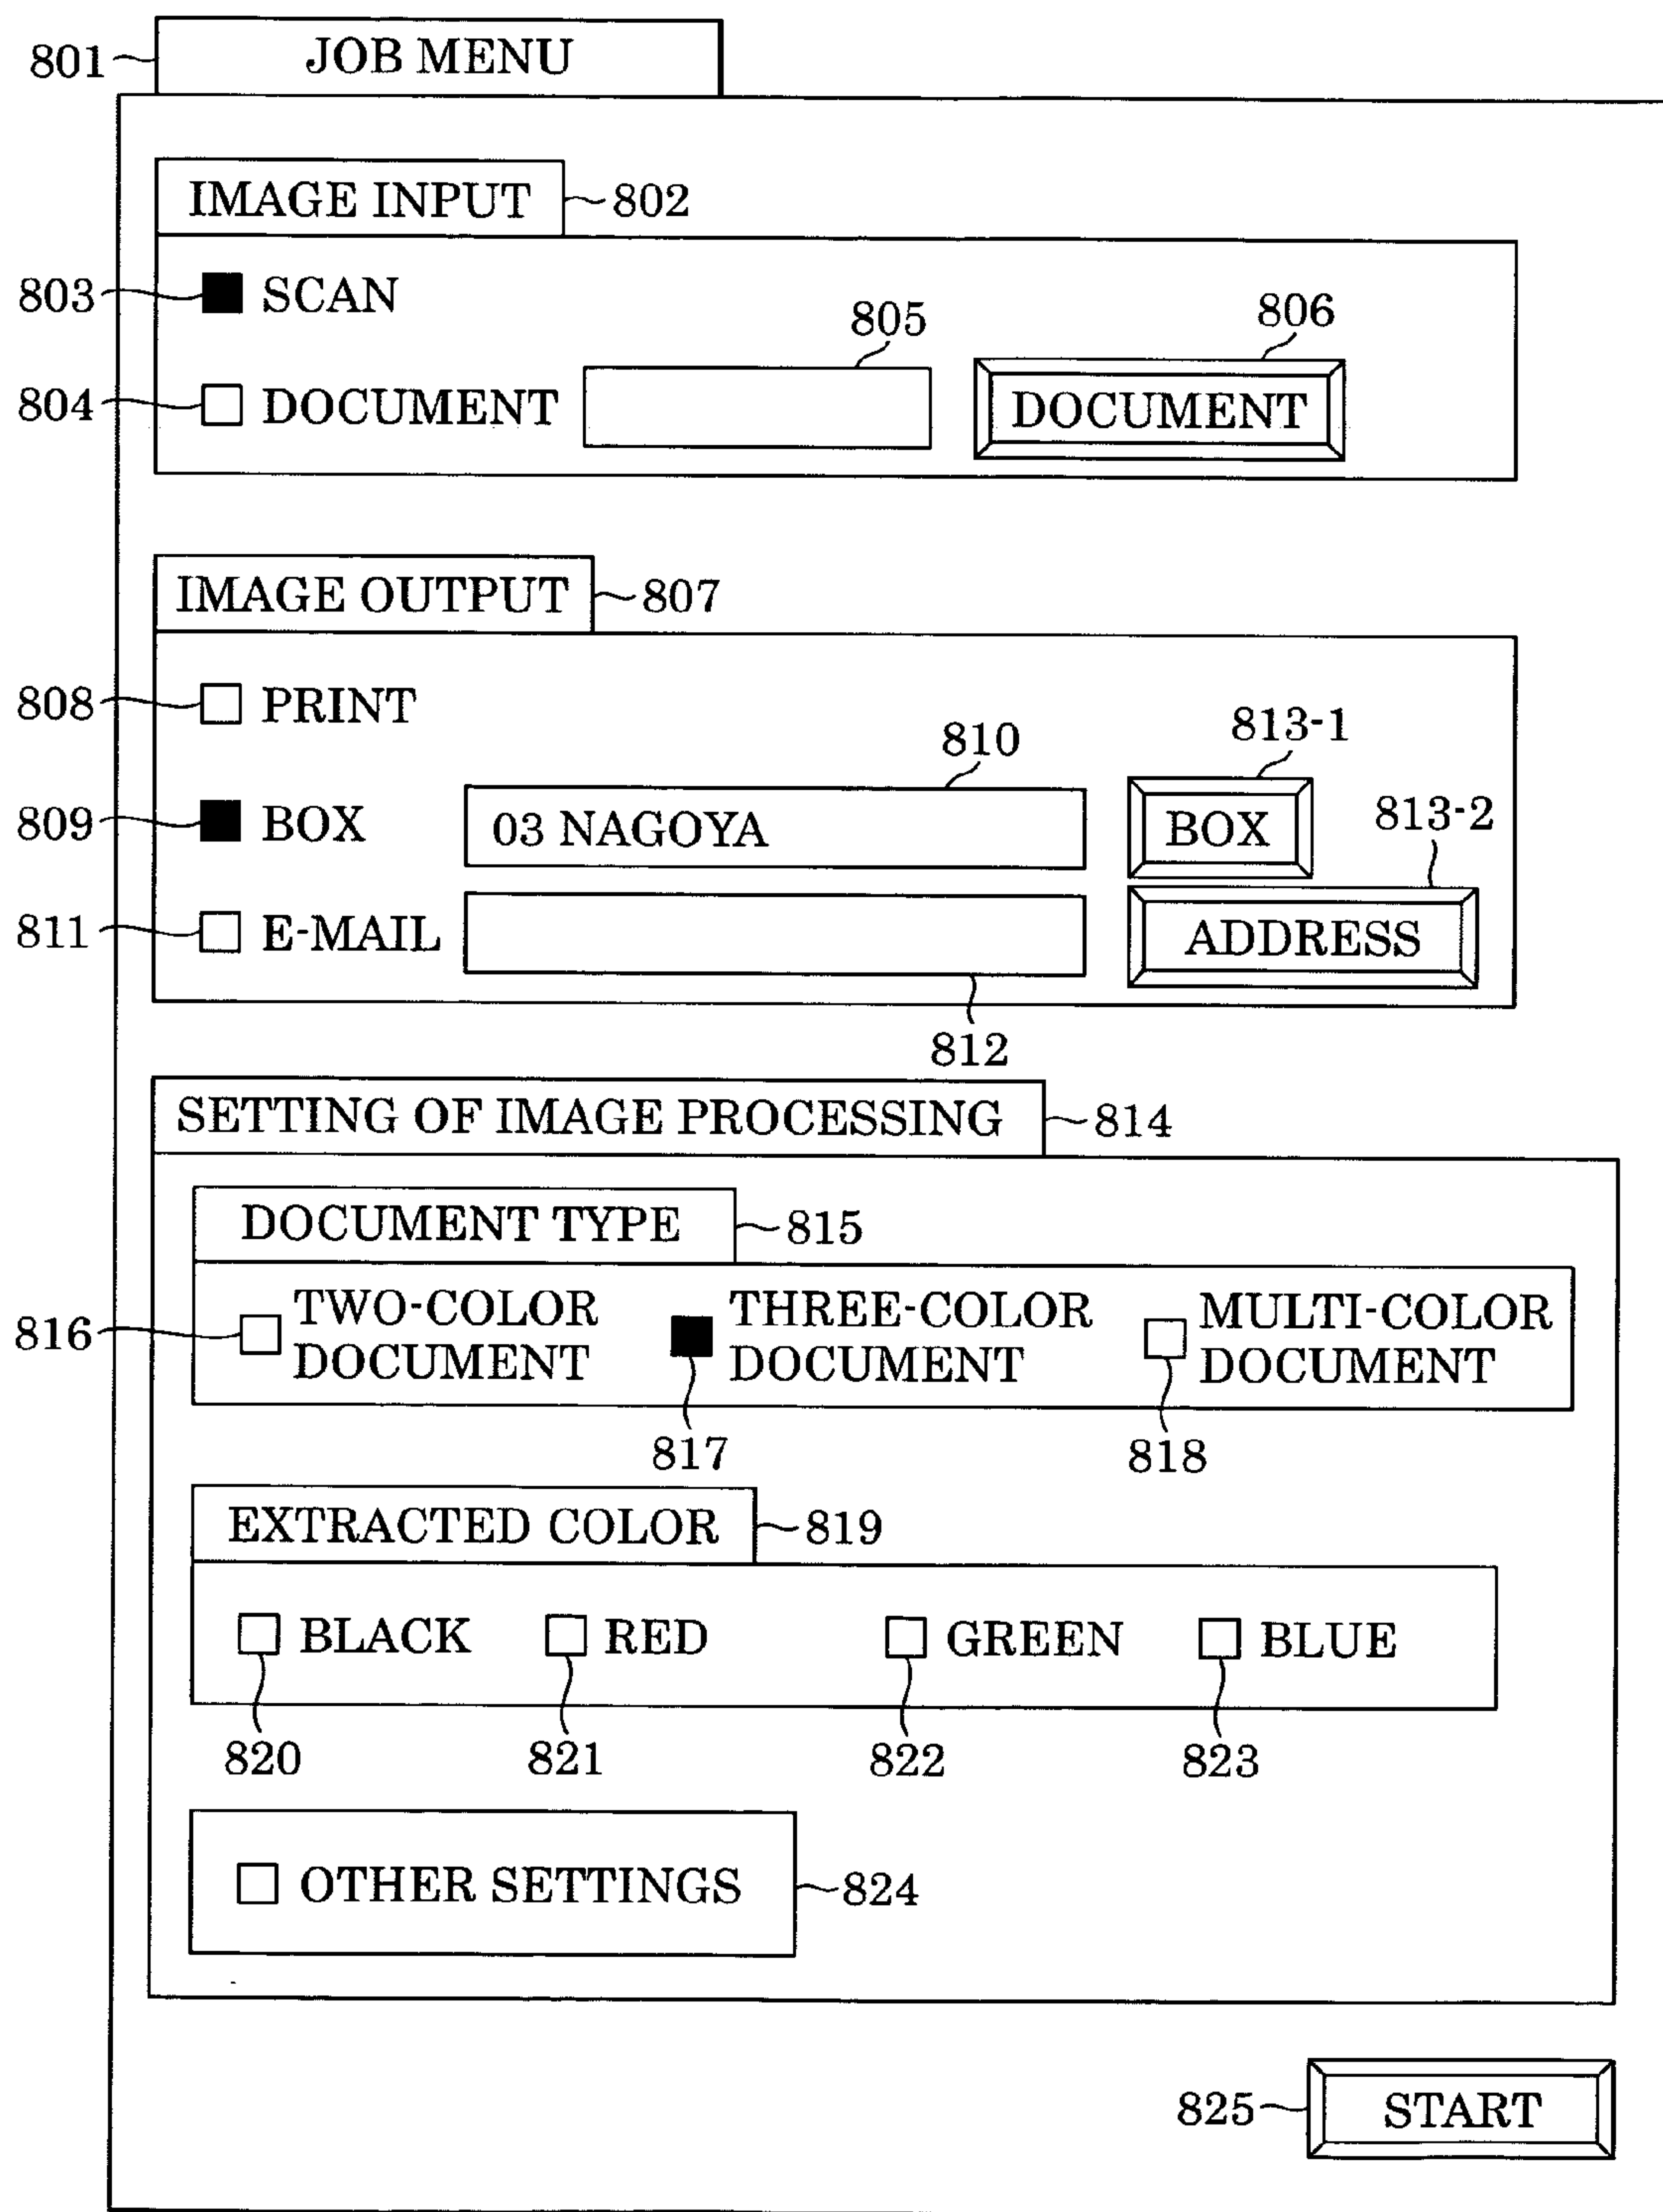 801 JOB MENU
IMAGE INPUT 802
803 SCAN
805 806
804 DOCUMENT DOCUMENT
IMAGE OUTPUT 807
808 PRINT
810 813-1
809 BOX 03 NAGOYA BOX 813-2
811 E-MAIL ADDRESS
812
SETTING OF IMAGE PROCESSING 814
DOCUMENT TYPE 815
816 TWO-COLOR DOCUMENT THREE-COLOR DOCUMENT MULTI-COLOR DOCUMENT
817 818
EXTRACTED COLOR 819
BLACK RED GREEN BLUE
820 821 822 823
OTHER SETTINGS 824
825 START